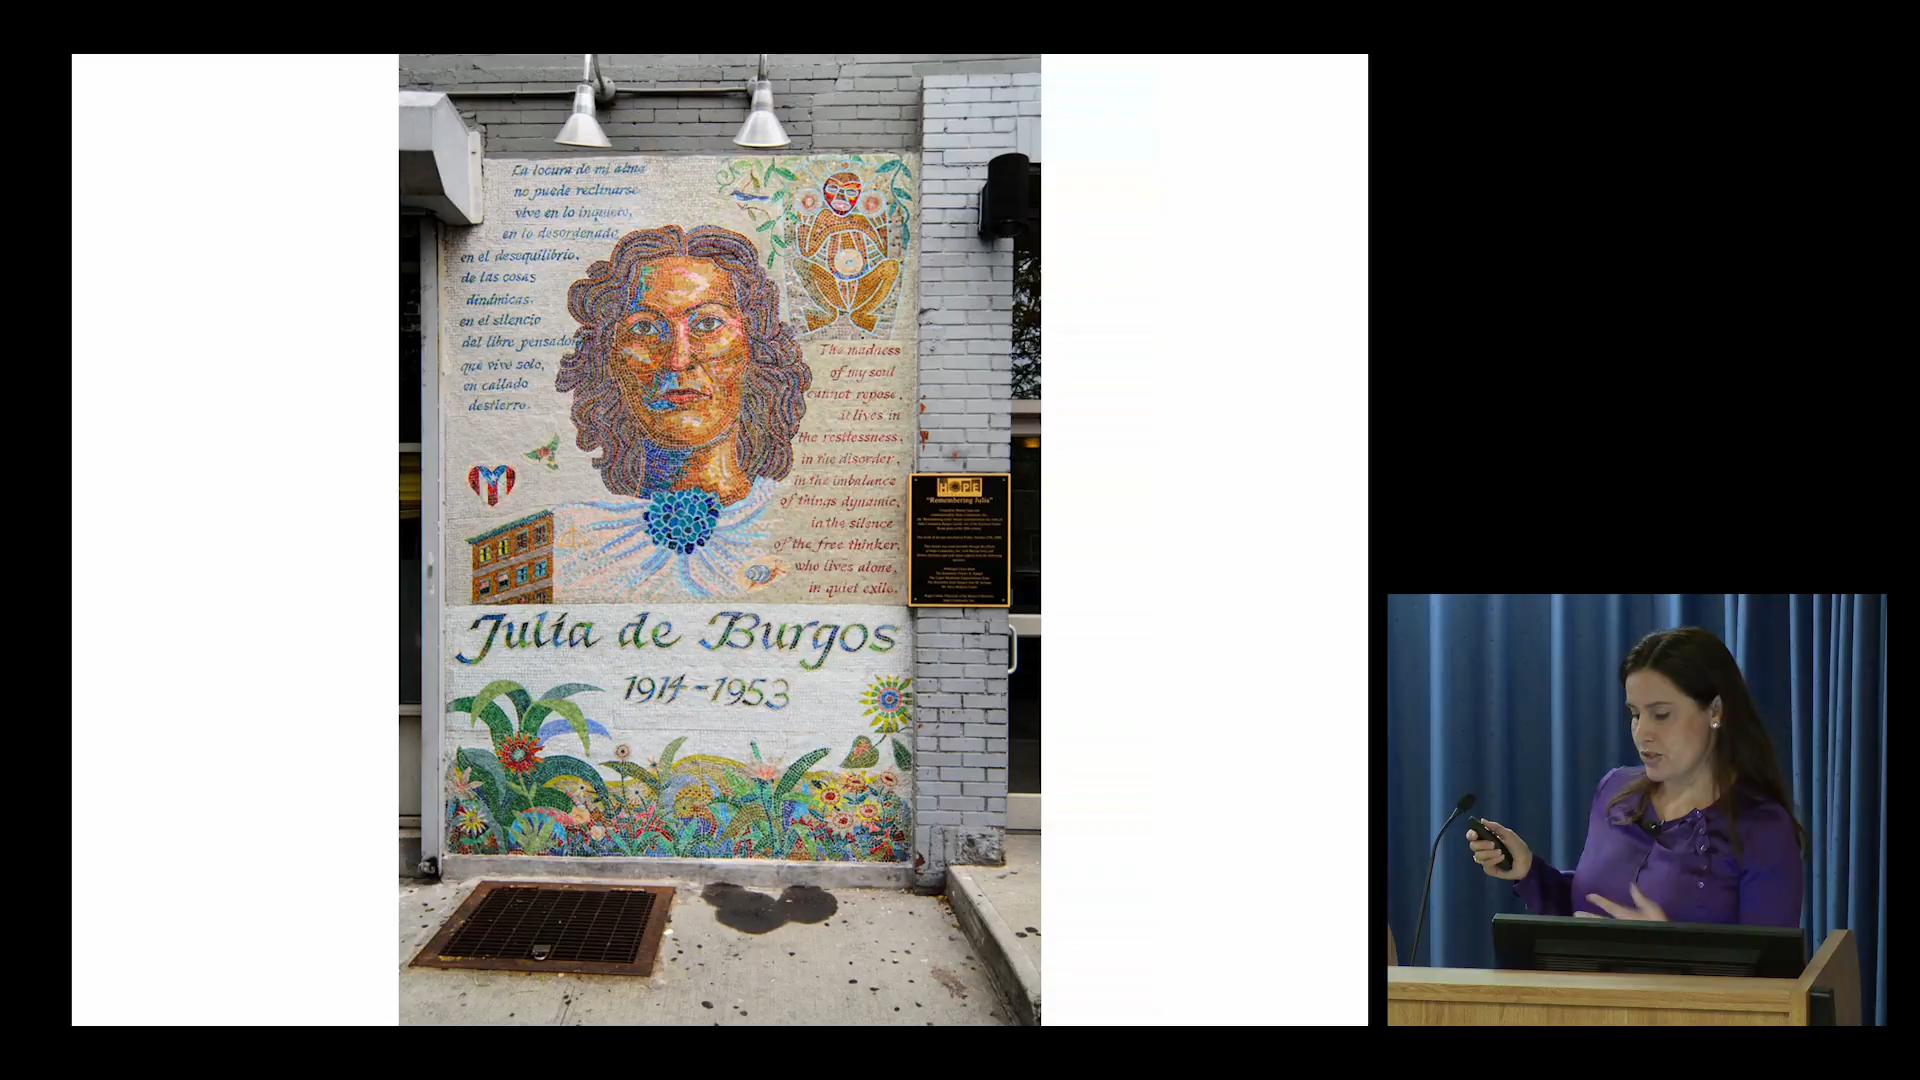 La locura de mi alma
no puede reclinarse
vive en lo inquieto,
en lo desordenado
en el desequilibrio.
de las cosas
dinámicas.
en el silencio
del libre pensador
que vive solo,
en callado
destierro.
The madness
of my soul
cannot repose,
it lives in
the restlessness,
in the disorder,
in the imbalance
of things dynamic,
in the silence
of the free thinker,
who lives alone,
in quiet exile.
Julia de Burgos
1914-1953
HOPE
"Remembering Julia"